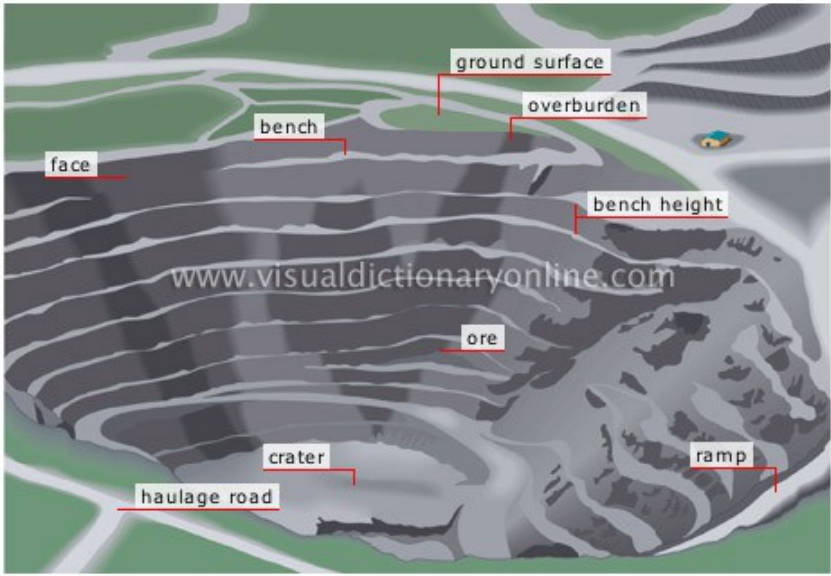 ground surface
overburden
bench
face
bench height
www.visualdictionaryonline.com
ore
ramp
crater
haulage road